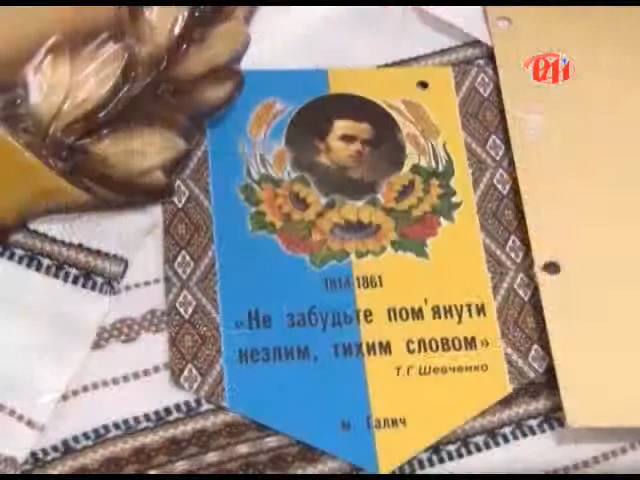 1814-1861
«Не забудьте пом'янути
незлим, тихим словом»
Т.Г.Шевченко
м. Галич